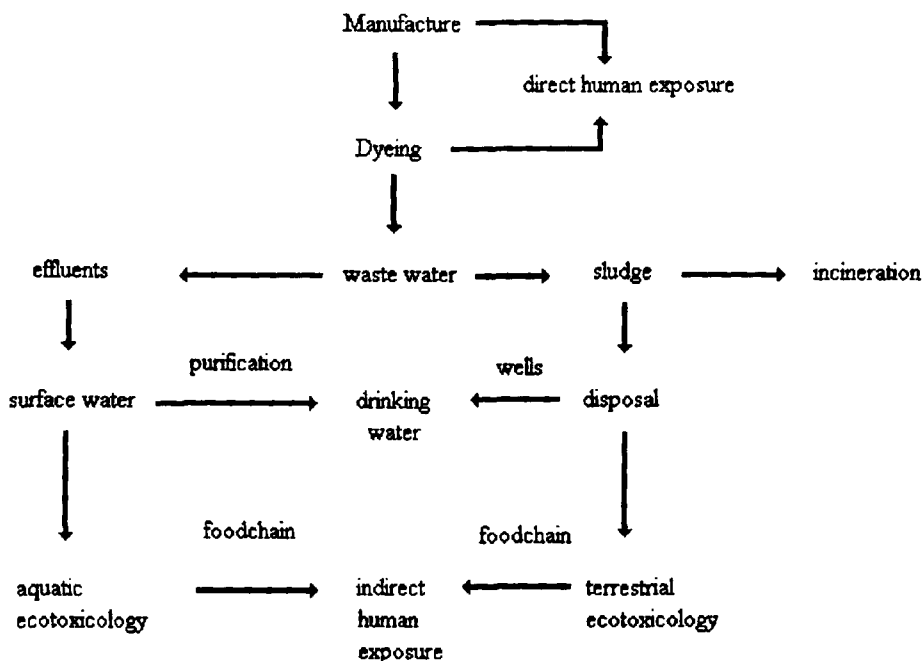 Manufacture
direct human exposure
Dyeing
effluents
waste water
sludge
incineration
purification
wells
surface water
drinking
water
disposal
foodchain
foodchain
aquatic
ecotoxicology
indirect
human
exposure
terrestrial
ecotoxicology